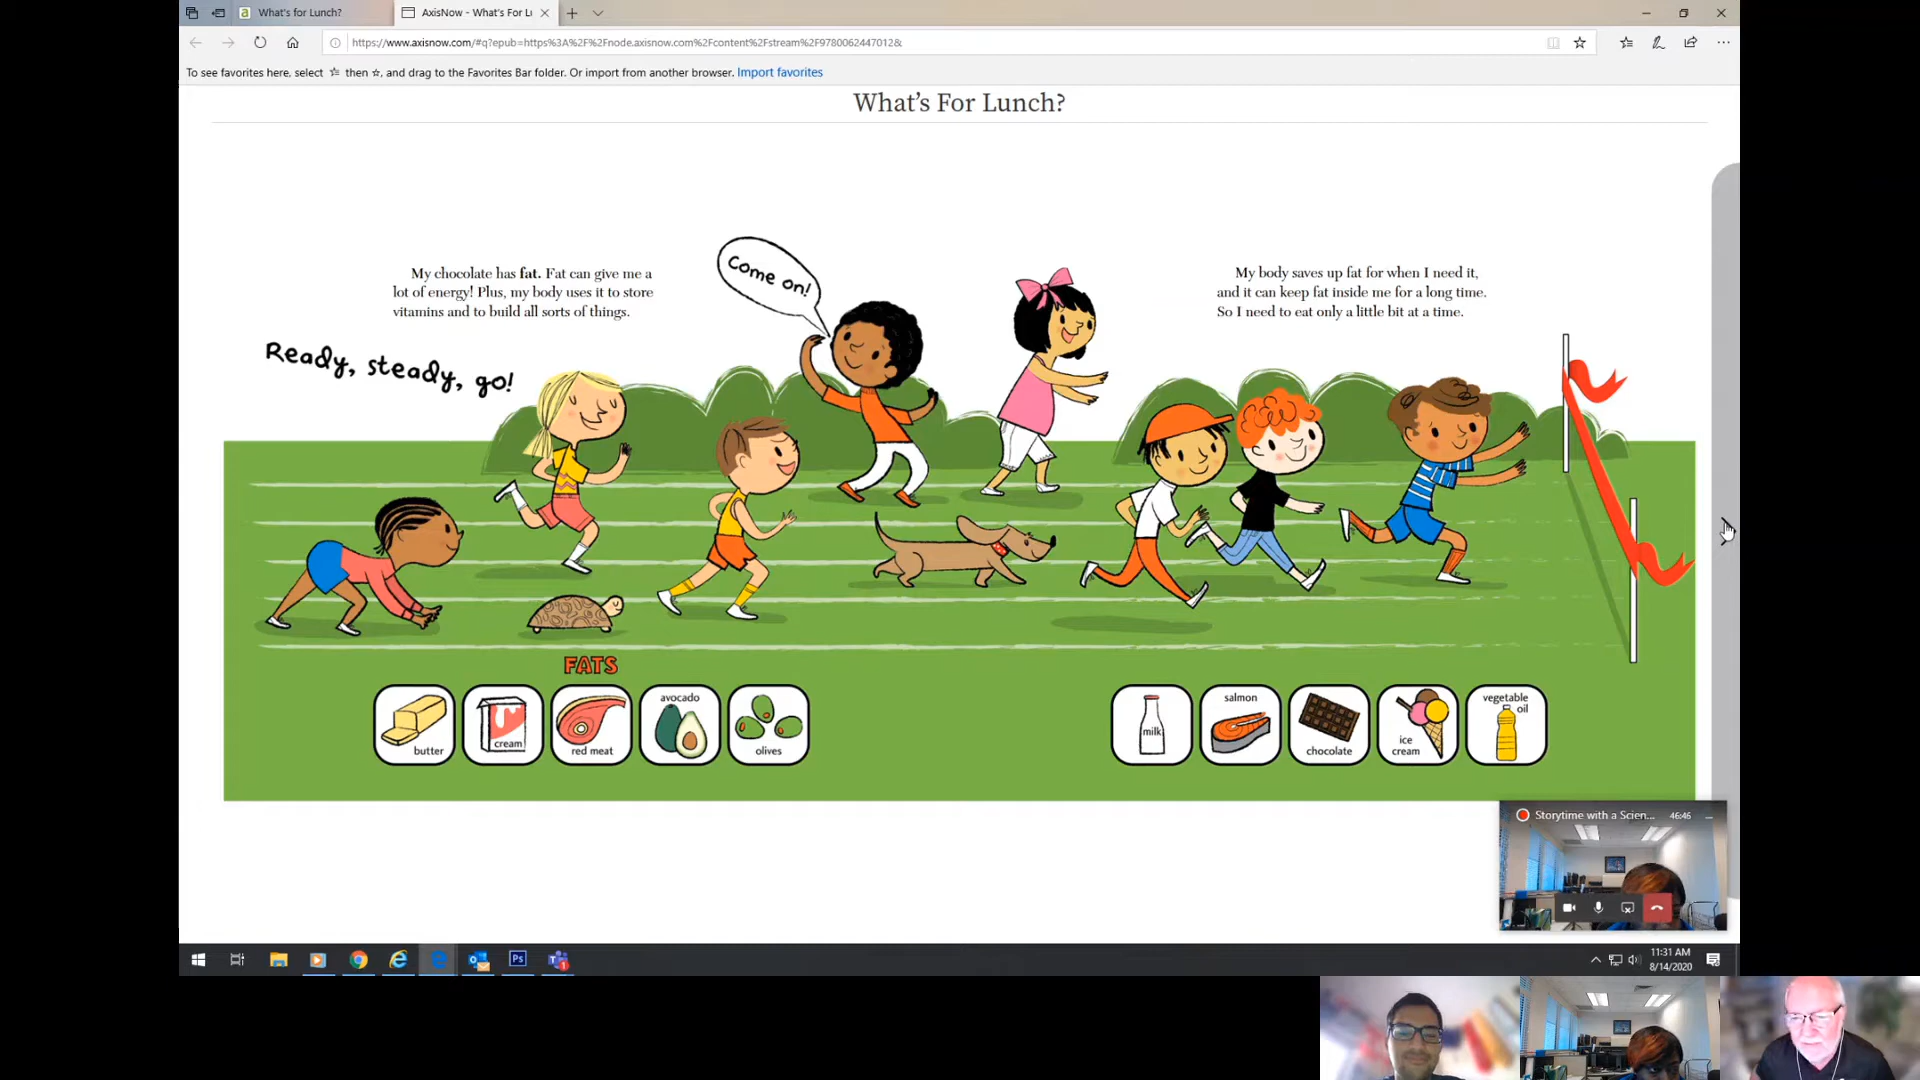 What's for Lunch?
AxisNow - What's For Lu
https://www.axisnow.com/#q?epub=https%3A%2F%2Fnode.axisnow.com%2Fcontent%2Fstream%2F9780062447012&
To see favorites here, select then ☆, and drag to the Favorites Bar folder. Or import from another browser. Import favorites
What's For Lunch?
My chocolate has fat. Fat can give me a
lot of energy! Plus, my body uses it to store
vitamins and to build all sorts of things.
Come on!
My body saves up fat for when I need it,
and it can keep fat inside me for a long time.
So I need to eat only a little bit at a time.
Ready, steady, go!
FATS
butter
cream
red meat
avocado
olives
milk
salmon
chocolate
ice
cream
vegetable
oil
Storytime with a Scien... 46:46
Ps
11:31 AM
8/14/2020